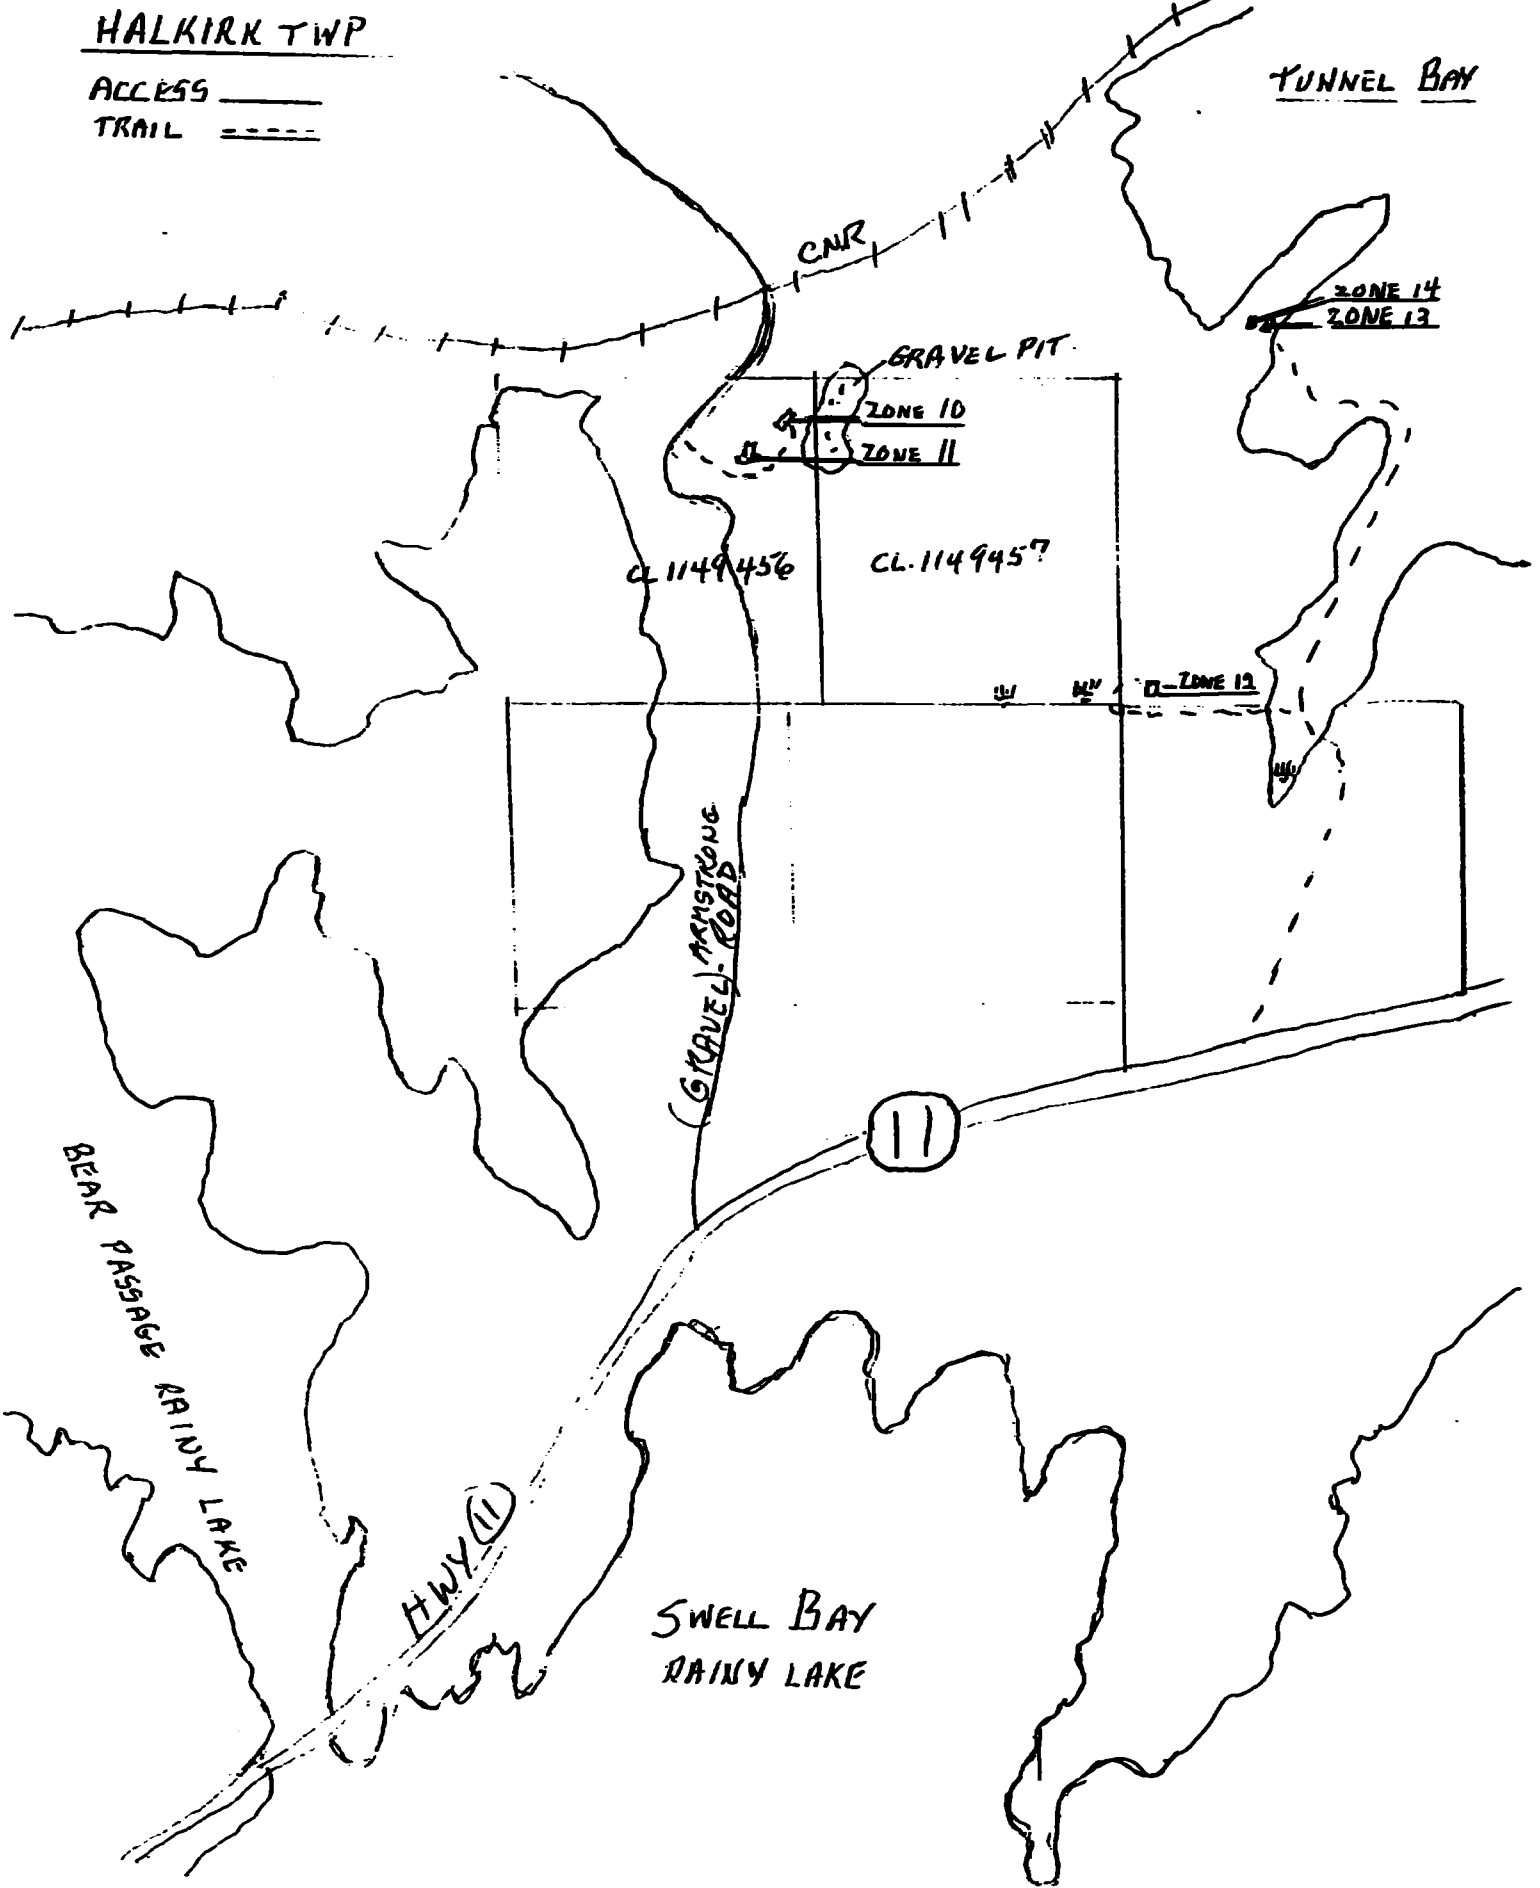 HALKIRK TWP
ACCESS
TRAIL
TUNNEL BAY
CNR
ZONE 14
ZONE 13
GRAVEL PIT
ZONE 10
ZONE 11
CL 1149456
CL. 1149457
ZONE 12
(GRAVEL)- ARMSTRONG
ROAD
11
BEAR PASSAGE RAINY LAKE
HWY 11
SWELL BAY
RAINY LAKE